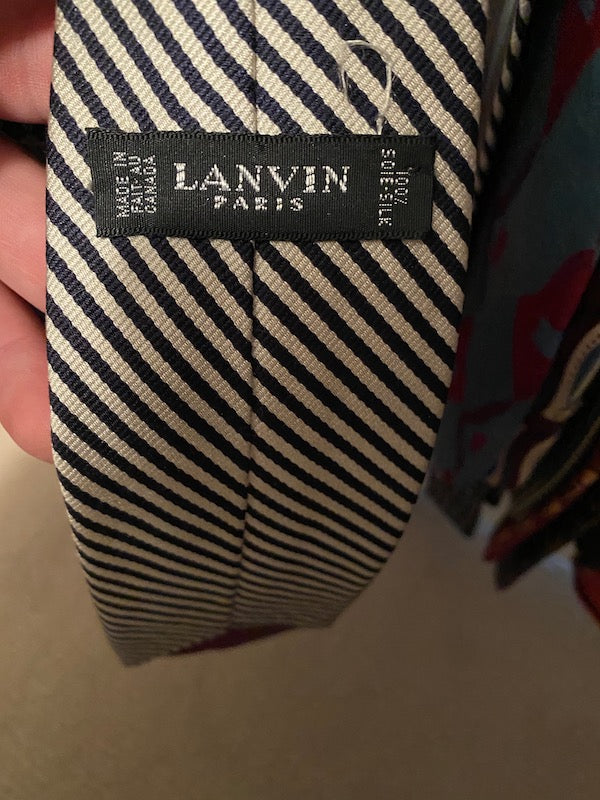 MADE IN
FAIT AU
CANADA
LANVIN
PARIS
100%
SOIE·SILK